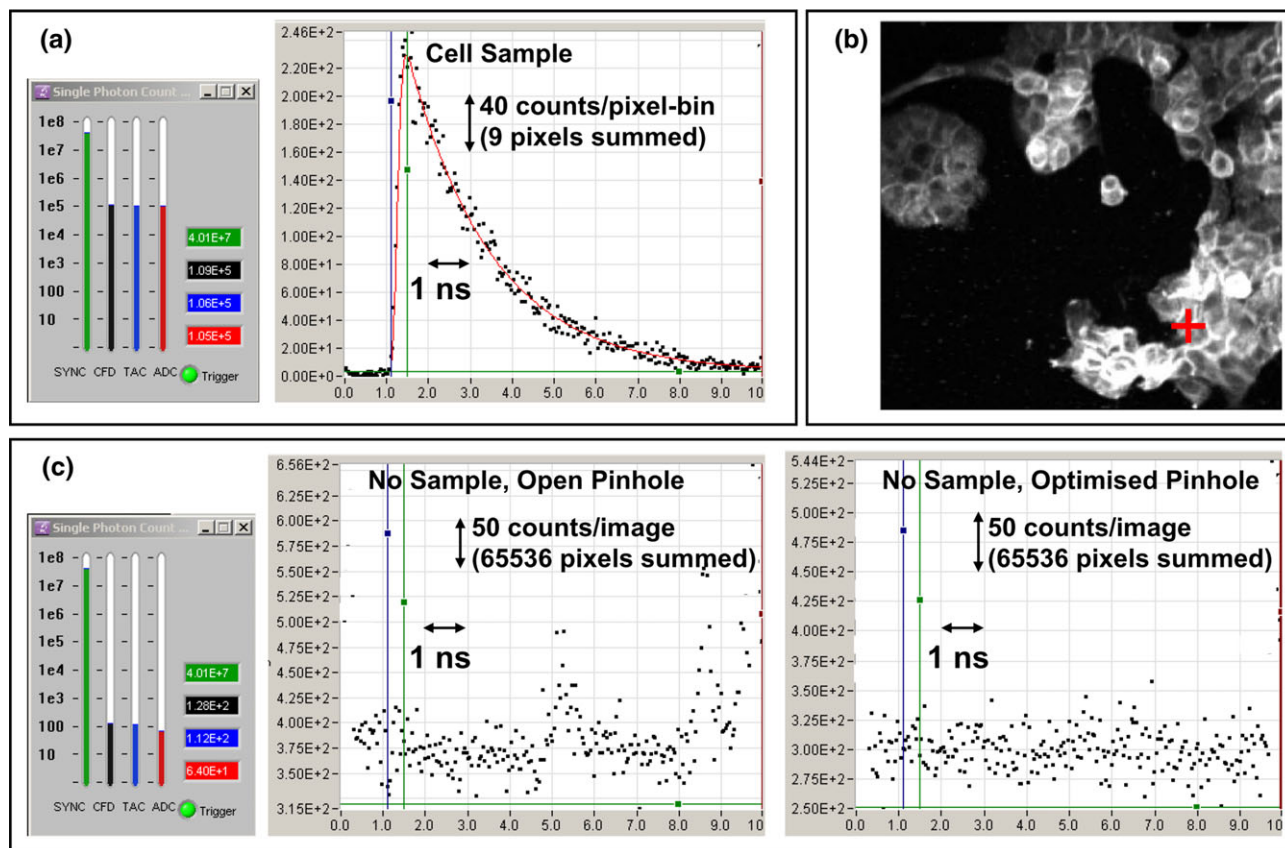 (a)
Single Photon Count ...
1e8
1e7
1e6
1e5
1e4
1e3
100
10
4.01E+7
1.09E+5
1.06E+5
1.05E+5
SYNC CFD TAC ADC Trigger
Cell Sample
40 counts/pixel-bin
(9 pixels summed)
1 ns
2.46E+2
2.20E+2
2.00E+2
1.80E+2
1.60E+2
1.40E+2
1.20E+2
1.00E+2
8.00E+1
6.00E+1
4.00E+1
2.00E+1
0.00E+0
0.0 1.0 2.0 3.0 4.0 5.0 6.0 7.0 8.0 9.0 10
(b)
(c)
Single Photon Count ...
1e8
1e7
1e6
1e5
1e4
1e3
100
10
4.01E+7
1.28E+2
1.12E+2
6.40E+1
SYNC CFD TAC ADC Trigger
No Sample, Open Pinhole
50 counts/image
(65536 pixels summed)
1 ns
6.56E+2
6.25E+2
6.00E+2
5.75E+2
5.50E+2
5.25E+2
5.00E+2
4.75E+2
4.50E+2
4.25E+2
4.00E+2
3.75E+2
3.50E+2
3.15E+2
0.0 1.0 2.0 3.0 4.0 5.0 6.0 7.0 8.0 9.0 10
No Sample, Optimised Pinhole
50 counts/image
(65536 pixels summed)
1 ns
5.44E+2
5.25E+2
5.00E+2
4.75E+2
4.50E+2
4.25E+2
4.00E+2
3.75E+2
3.50E+2
3.25E+2
3.00E+2
2.75E+2
2.50E+2
0.0 1.0 2.0 3.0 4.0 5.0 6.0 7.0 8.0 9.0 10